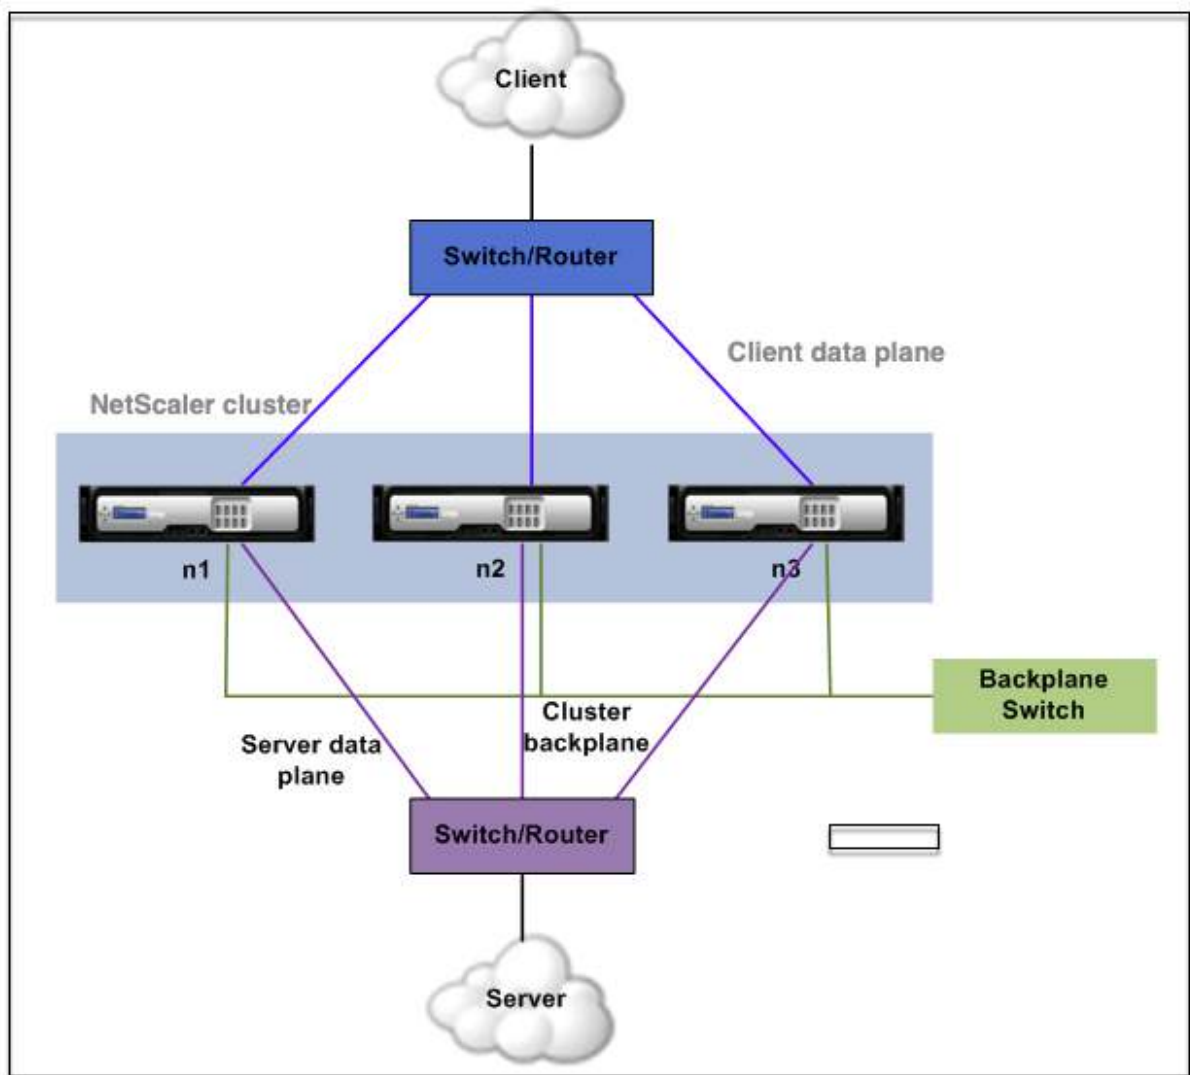 Client
Switch/Router
Client data plane
NetScaler cluster
n1
n2
n3
Backplane
Switch
Cluster
backplane
Server data
plane
Switch/Router
Server